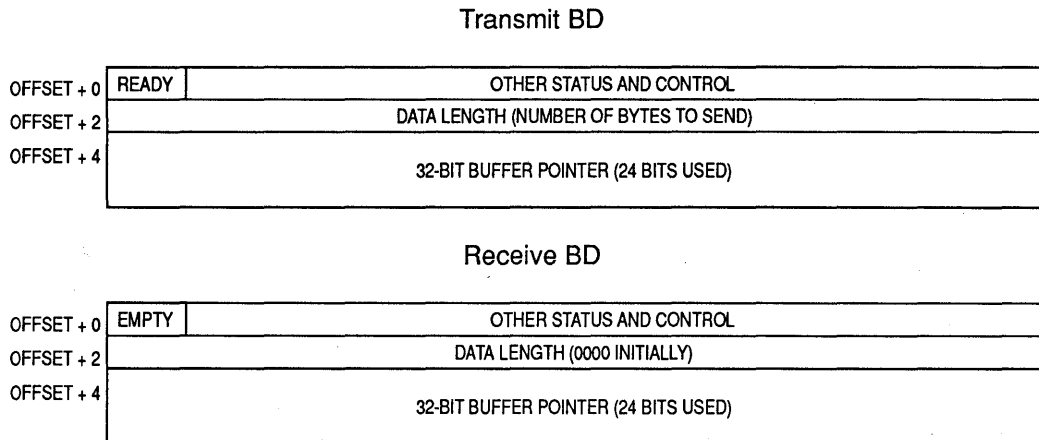 Transmit BD
OFFSET + 0 READY OTHER STATUS AND CONTROL
OFFSET + 2 DATA LENGTH (NUMBER OF BYTES TO SEND)
OFFSET + 4
32-BIT BUFFER POINTER (24 BITS USED)
Receive BD
OFFSET + 0 EMPTY OTHER STATUS AND CONTROL
OFFSET + 2 DATA LENGTH (0000 INITIALLY)
OFFSET + 4
32-BIT BUFFER POINTER (24 BITS USED)